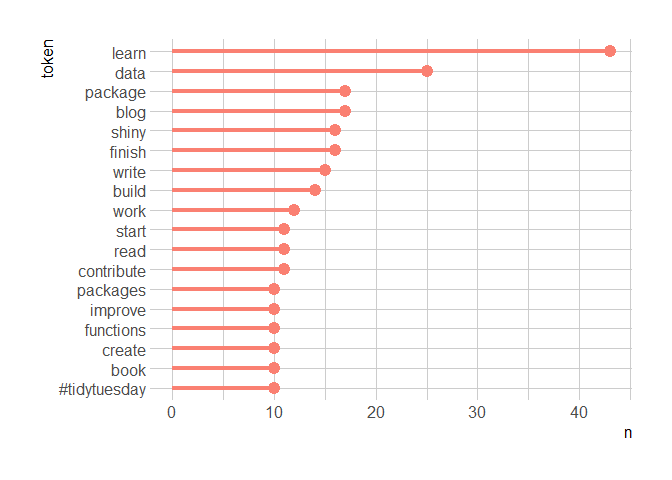 token
learn
data
package
blog
shiny
finish
write
build
work
start
read
contribute
packages
improve
functions
create
book
#tidytuesday
0 10 20 30 40
n